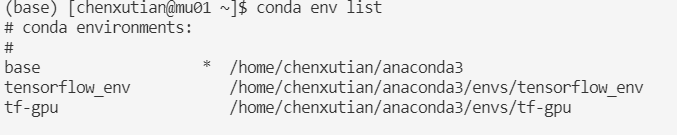 (base) [chenxutian@mu01 ~]$ conda env list
# conda environments:
#
base                  *  /home/chenxutian/anaconda3
tensorflow_env           /home/chenxutian/anaconda3/envs/tensorflow_env
tf-gpu                   /home/chenxutian/anaconda3/envs/tf-gpu